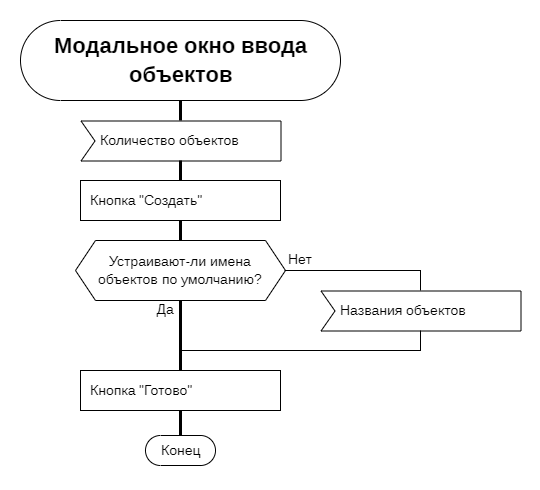 Модальное окно ввода
объектов
Количество объектов
Кнопка "Создать"
Устраивают-ли имена
объектов по умолчанию?
Нет
Названия объектов
Да
Кнопка "Готово"
Конец